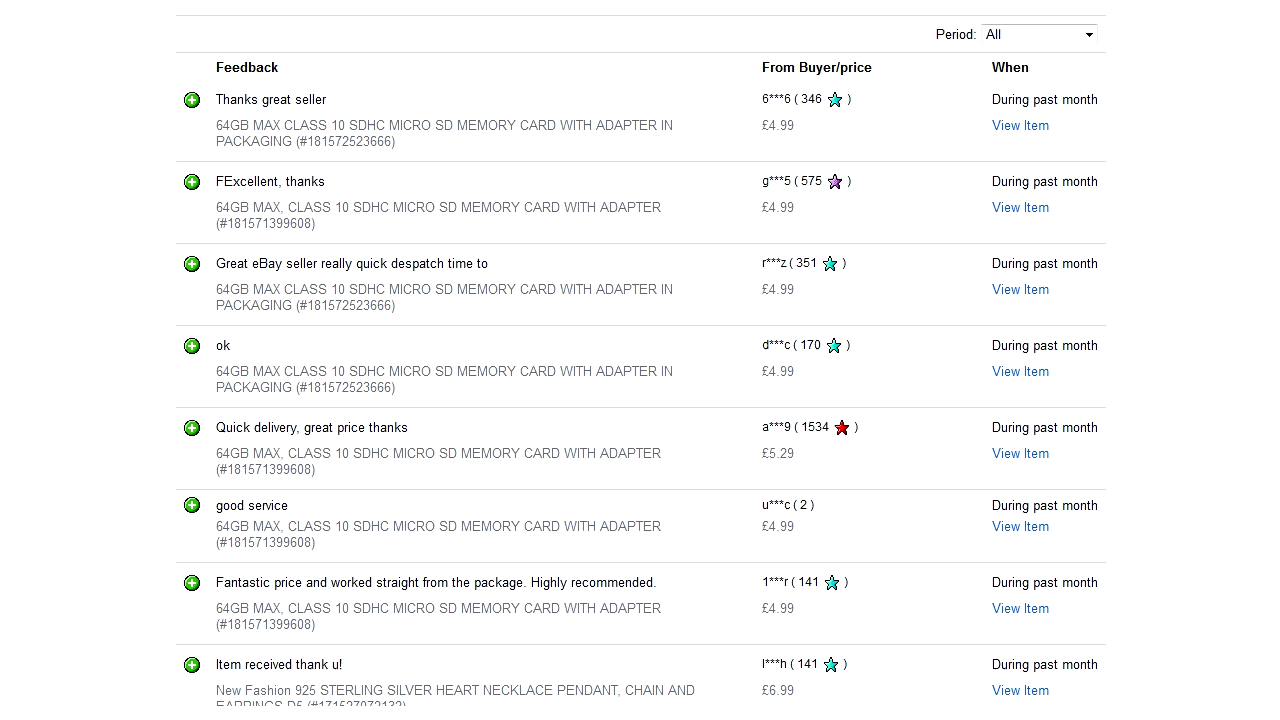 Period: All
Feedback From Buyer/price When
Thanks great seller 6***6 ( 346 ) During past month
64GB MAX CLASS 10 SDHC MICRO SD MEMORY CARD WITH ADAPTER IN £4.99 View Item
PACKAGING (#181572523666)
FExcellent, thanks g***5 ( 575 ) During past month
64GB MAX, CLASS 10 SDHC MICRO SD MEMORY CARD WITH ADAPTER £4.99 View Item
(#181571399608)
Great eBay seller really quick despatch time to r***z ( 351 ) During past month
64GB MAX CLASS 10 SDHC MICRO SD MEMORY CARD WITH ADAPTER IN £4.99 View Item
PACKAGING (#181572523666)
ok d***c ( 170 ) During past month
64GB MAX CLASS 10 SDHC MICRO SD MEMORY CARD WITH ADAPTER IN £4.99 View Item
PACKAGING (#181572523666)
Quick delivery, great price thanks a***9 ( 1534 ) During past month
64GB MAX, CLASS 10 SDHC MICRO SD MEMORY CARD WITH ADAPTER £5.29 View Item
(#181571399608)
good service u***c ( 2 ) During past month
64GB MAX, CLASS 10 SDHC MICRO SD MEMORY CARD WITH ADAPTER £4.99 View Item
(#181571399608)
Fantastic price and worked straight from the package. Highly recommended. 1***r ( 141 ) During past month
64GB MAX, CLASS 10 SDHC MICRO SD MEMORY CARD WITH ADAPTER £4.99 View Item
(#181571399608)
Item received thank u! l***h ( 141 ) During past month
New Fashion 925 STERLING SILVER HEART NECKLACE PENDANT, CHAIN AND £6.99 View Item
EARRINGS D5 (#171527072132)